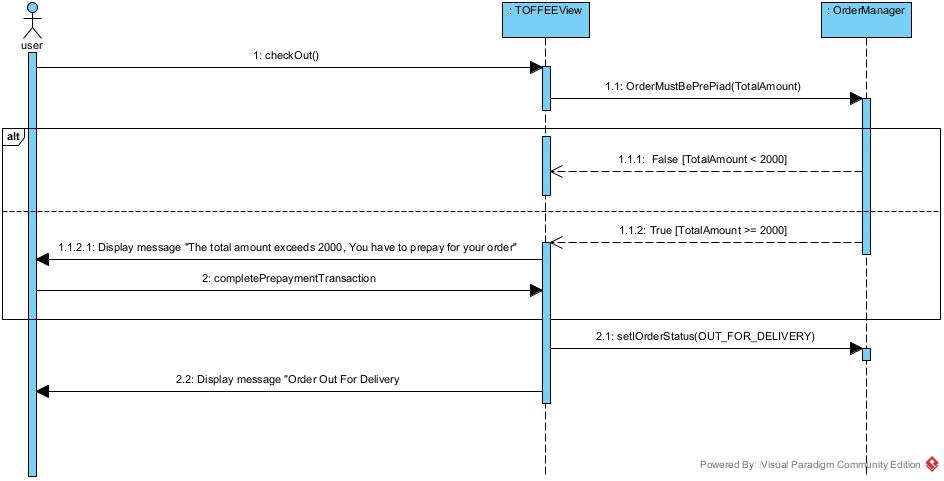 : TOFFEEView
: OrderManager
user
1: checkOut()
1.1: OrderMustBePrePiad(TotalAmount)
alt
1.1.1: False [TotalAmount < 2000]
1.1.2: True [TotalAmount >= 2000]
1.1.2.1: Display message "The total amount exceeds 2000, You have to prepay for your order"
2: completePrepaymentTransaction
2.1: setlOrderStatus(OUT_FOR_DELIVERY)
2.2: Display message "Order Out For Delivery
Powered By Visual Paradigm Community Edition